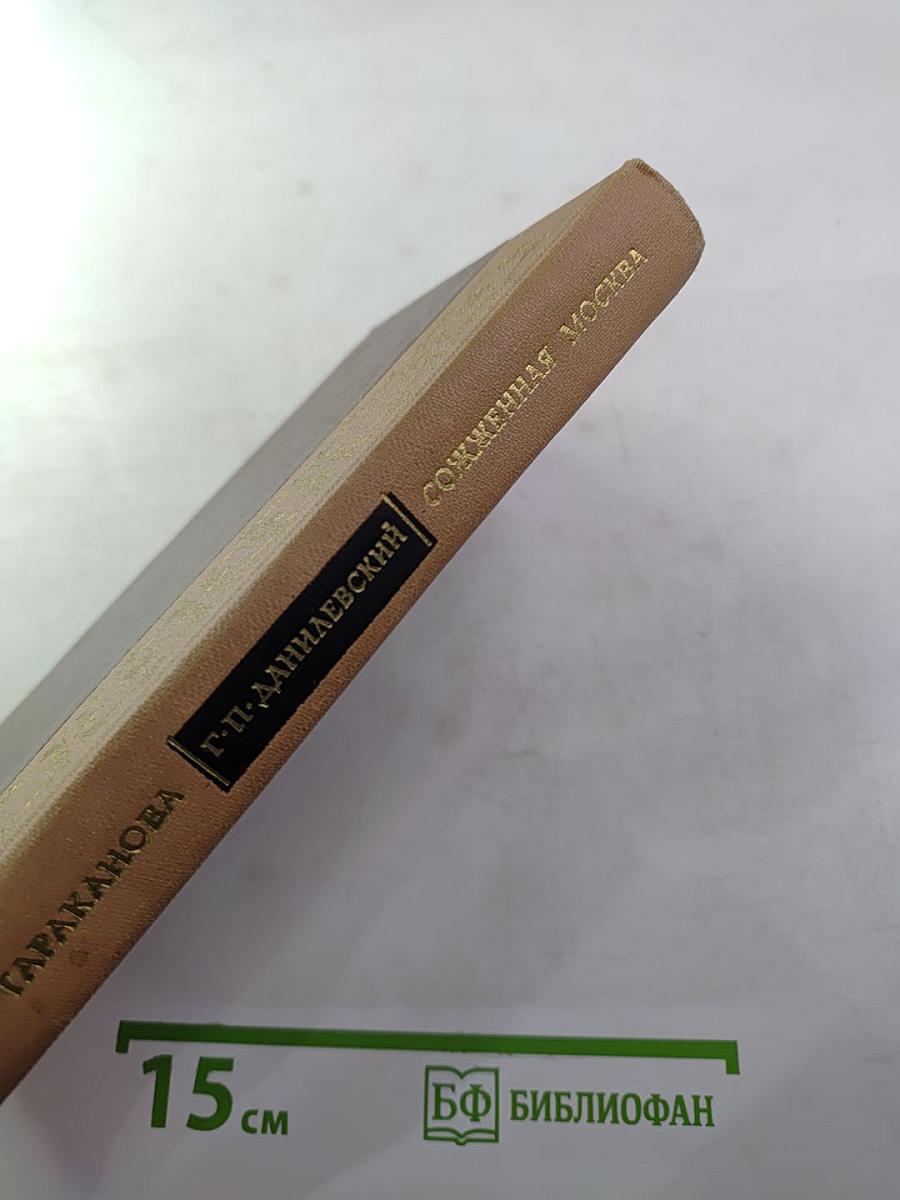 ТАРАКАНОВА
Г·П·ДАНИЛЕВСКИЙ
СОЖЖЕННАЯ МОСКВА
15 см
БФ БИБЛИОФАН